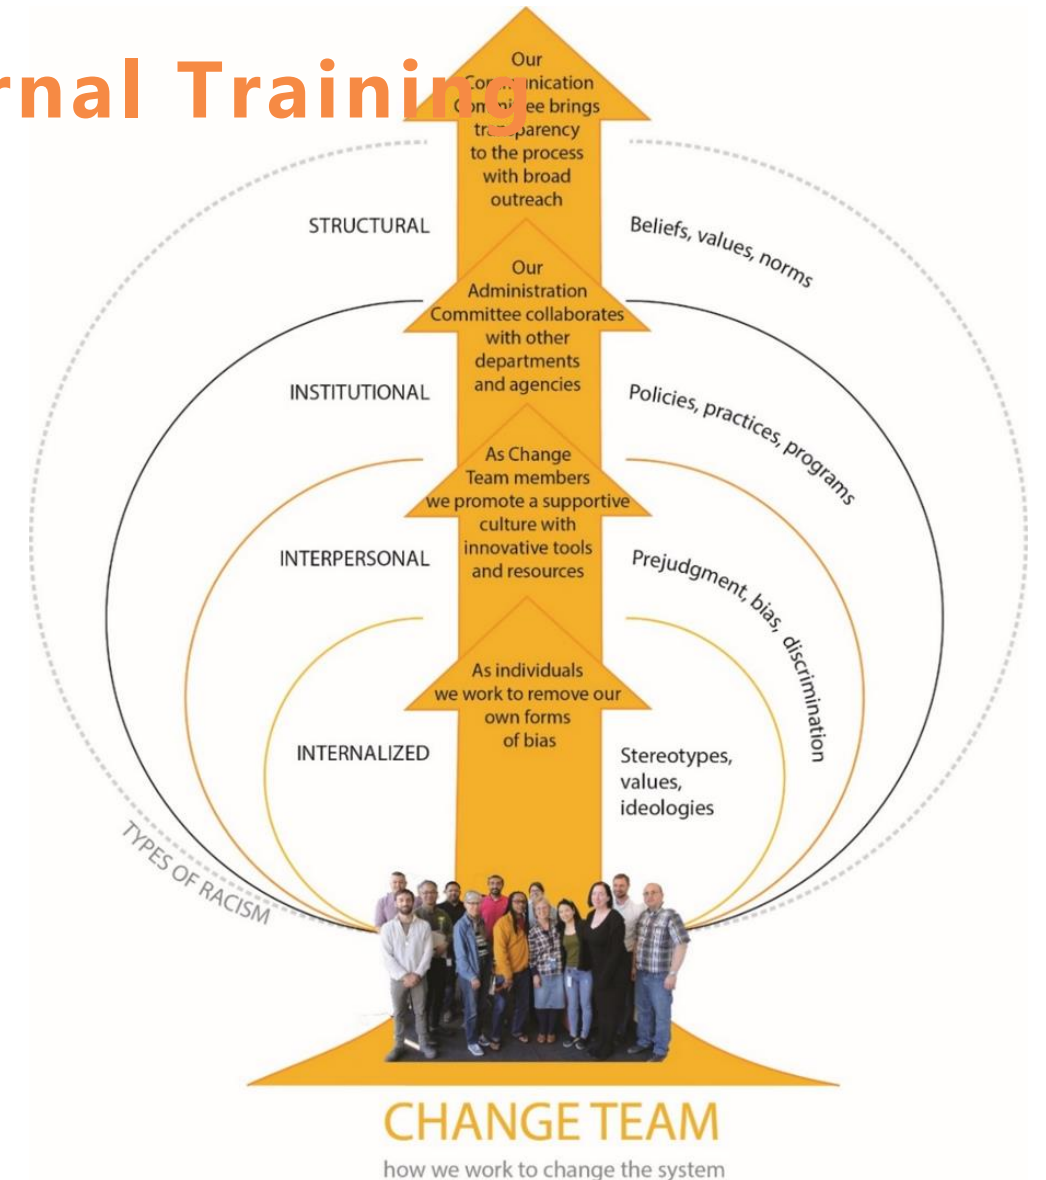 rnal Training
Our
Communication
Committee brings
transparency
to the process
with broad
outreach
STRUCTURAL
Beliefs, values, norms
Our
Administration
Committee collaborates
with other
departments
and agencies
INSTITUTIONAL
Policies, practices, programs
As Change
Team members
we promote a supportive
culture with
innovative tools
and resources
INTERPERSONAL
Prejudgment, bias, discrimination
As individuals
we work to remove our
own forms
of bias
INTERNALIZED
Stereotypes,
values,
ideologies
TYPES OF RACISM
CHANGE TEAM
how we work to change the system